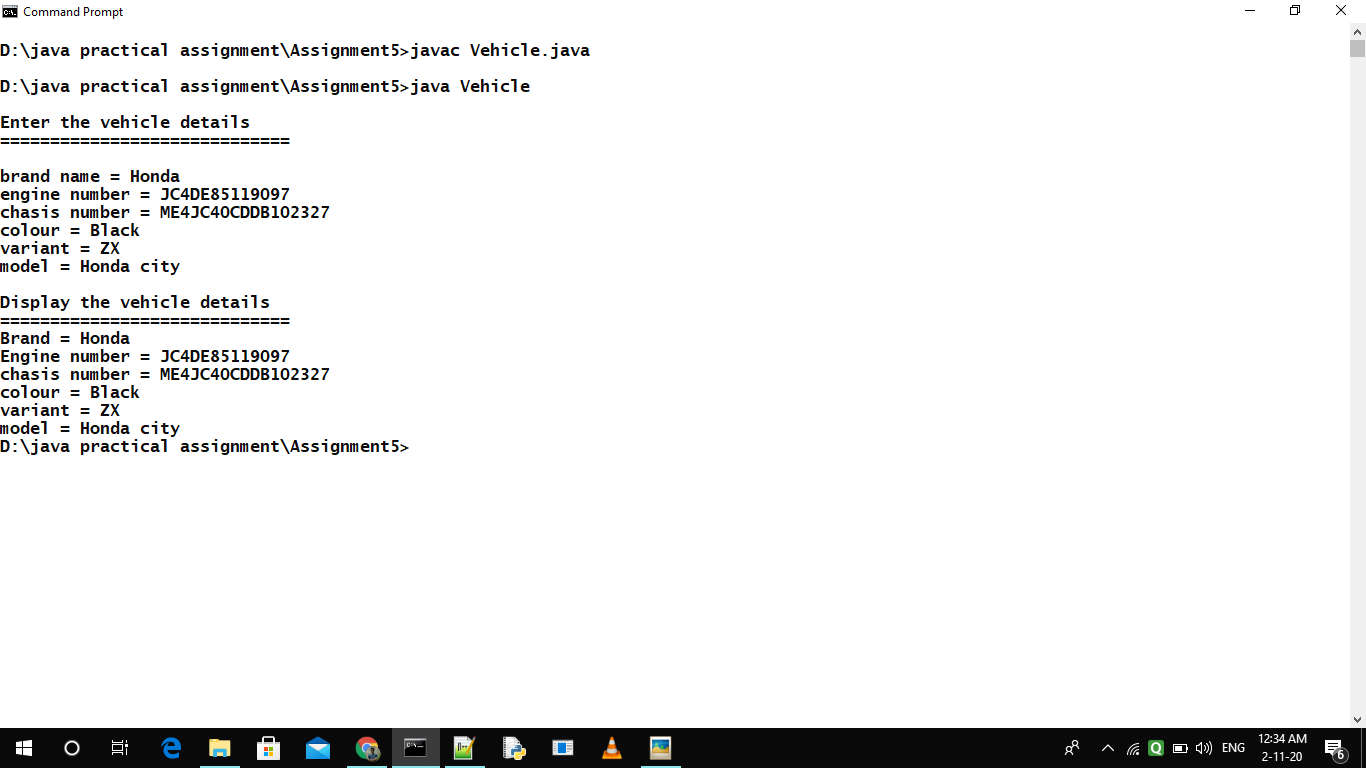 Command Prompt
D:\java practical assignment\Assignment5>javac Vehicle.java
D:\java practical assignment\Assignment5>java Vehicle
Enter the vehicle details
=============================
brand name = Honda
engine number = JC4DE85119097
chasis number = ME4JC40CDDB102327
colour = Black
variant = ZX
model = Honda city
Display the vehicle details
=============================
Brand = Honda
Engine number = JC4DE85119097
chasis number = ME4JC40CDDB102327
colour = Black
variant = ZX
model = Honda city
D:\java practical assignment\Assignment5>
ENG
12:34 AM
2-11-20
6